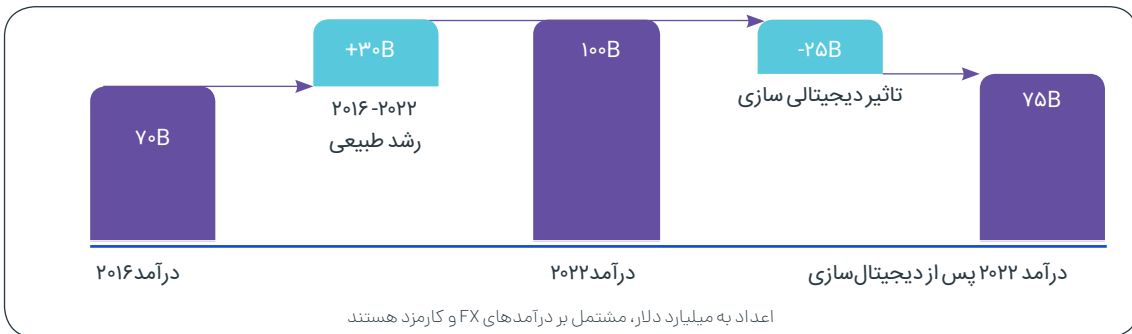 ۷۰B
+۳۰B
۲۰۱۶-۲۰۲۲
رشد طبیعی
۱۰۰B
-۲۵B
تاثیر دیجیتالی سازی
۷۵B
درآمد۲۰۱۶
درآمد۲۰۲۲
درآمد ۲۰۲۲ پس از دیجیتال‌سازی
اعداد به میلیارد دلار، مشتمل بر درآمدهای FX و کارمزد هستند